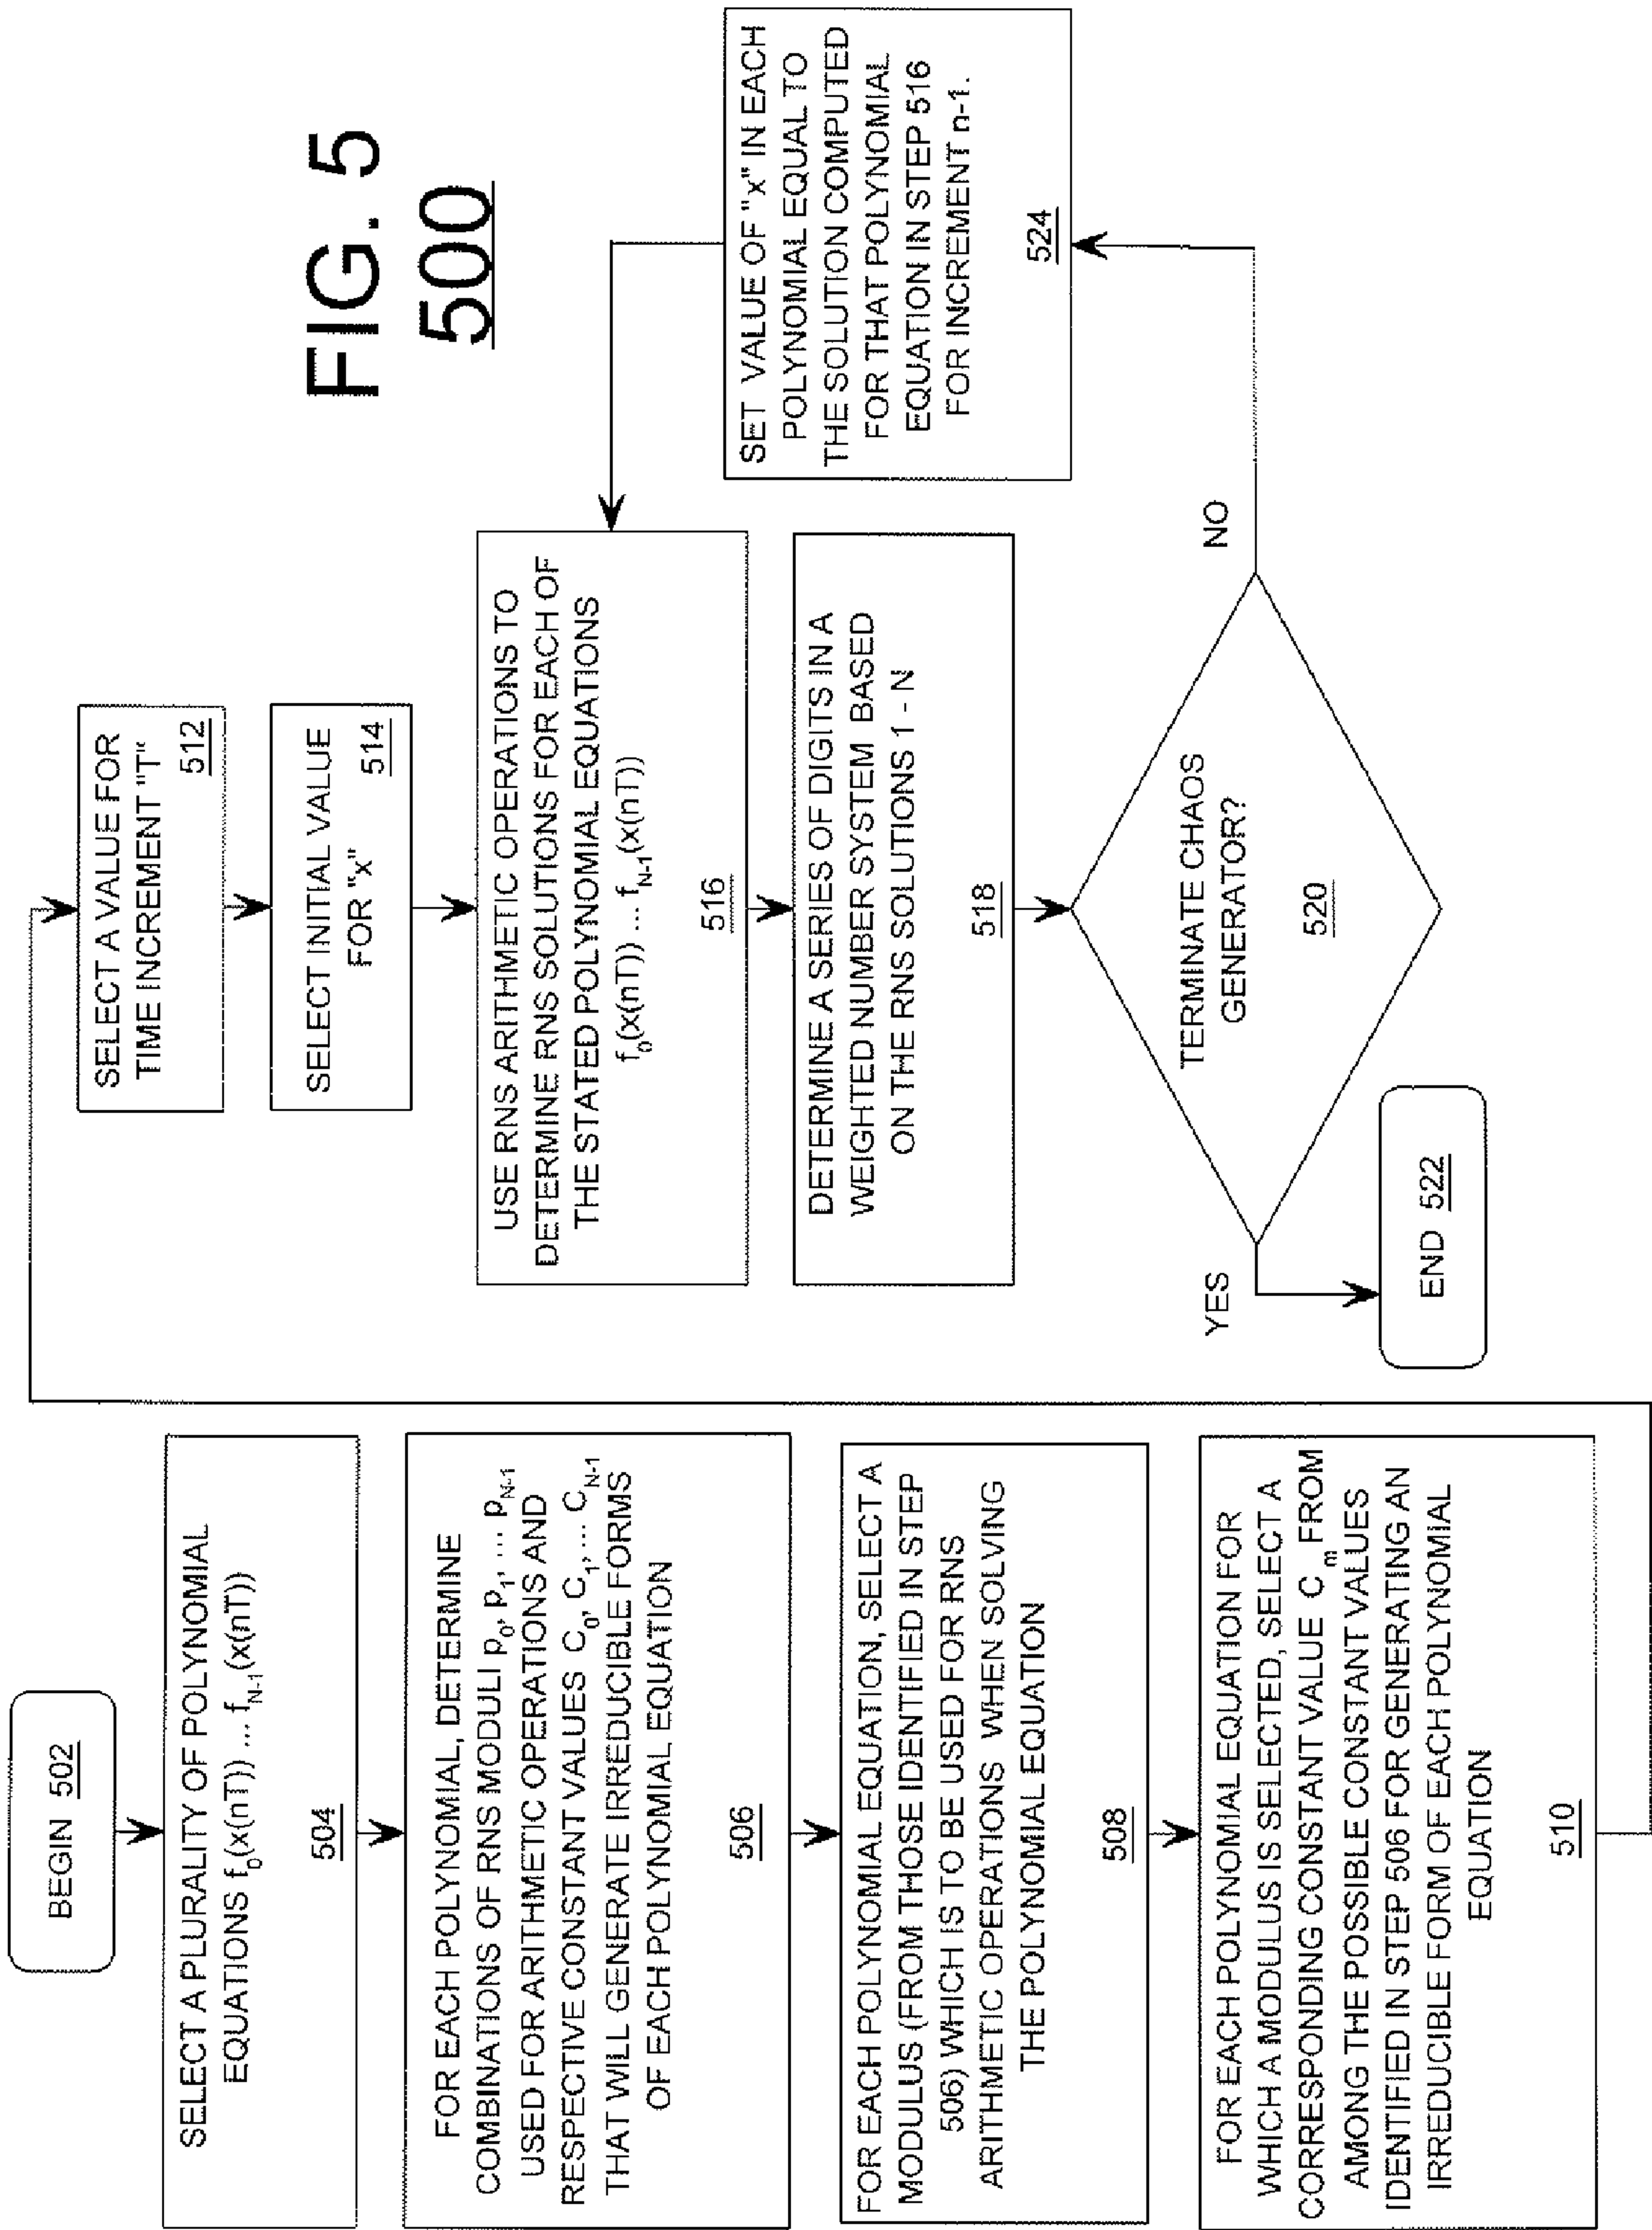 FIG. 5
500
BEGIN 502
SELECT A PLURALITY OF POLYNOMIAL
EQUATIONS f₀(x(nT)) ... f_N-1(x(nT))
504
FOR EACH POLYNOMIAL, DETERMINE
COMBINATIONS OF RNS MODULI p₀, p₁, ... p_N-1
USED FOR ARITHMETIC OPERATIONS AND
RESPECTIVE CONSTANT VALUES C₀, C₁, ... C_N-1
THAT WILL GENERATE IRREDUCIBLE FORMS
OF EACH POLYNOMIAL EQUATION
506
FOR EACH POLYNOMIAL EQUATION, SELECT A
MODULUS (FROM THOSE IDENTIFIED IN STEP
506) WHICH IS TO BE USED FOR RNS
ARITHMETIC OPERATIONS WHEN SOLVING
THE POLYNOMIAL EQUATION
508
FOR EACH POLYNOMIAL EQUATION FOR
WHICH A MODULUS IS SELECTED, SELECT A
CORRESPONDING CONSTANT VALUE C_m FROM
AMONG THE POSSIBLE CONSTANT VALUES
IDENTIFIED IN STEP 506 FOR GENERATING AN
IRREDUCIBLE FORM OF EACH POLYNOMIAL
EQUATION
510
SELECT A VALUE FOR
TIME INCREMENT "T"
512
SELECT INITIAL VALUE
FOR "x"
514
USE RNS ARITHMETIC OPERATIONS TO
DETERMINE RNS SOLUTIONS FOR EACH OF
THE STATED POLYNOMIAL EQUATIONS
f₀(x(nT)) ... f_N-1(x(nT))
516
DETERMINE A SERIES OF DIGITS IN A
WEIGHTED NUMBER SYSTEM BASED
ON THE RNS SOLUTIONS 1 - N
518
TERMINATE CHAOS
GENERATOR?
520
YES
END 522
NO
SET VALUE OF "x" IN EACH
POLYNOMIAL EQUAL TO
THE SOLUTION COMPUTED
FOR THAT POLYNOMIAL
EQUATION IN STEP 516
FOR INCREMENT n-1.
524